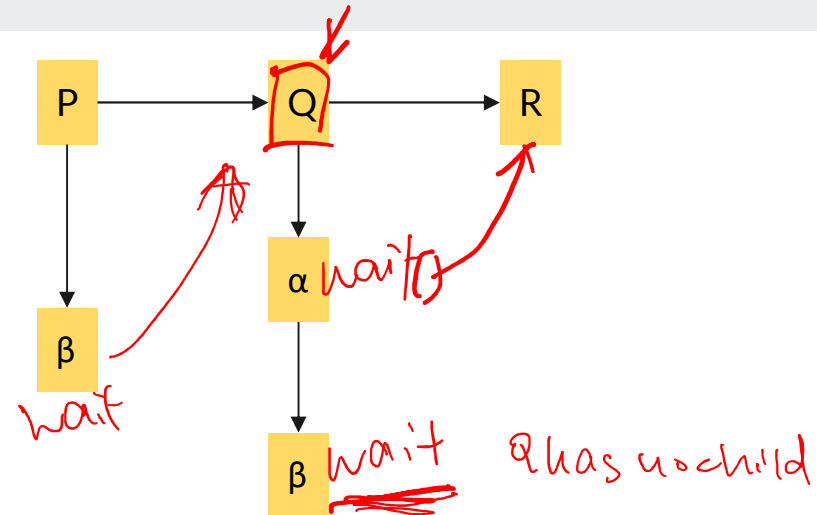 P Q R
α wait()
β
wait
β wait Q has no child